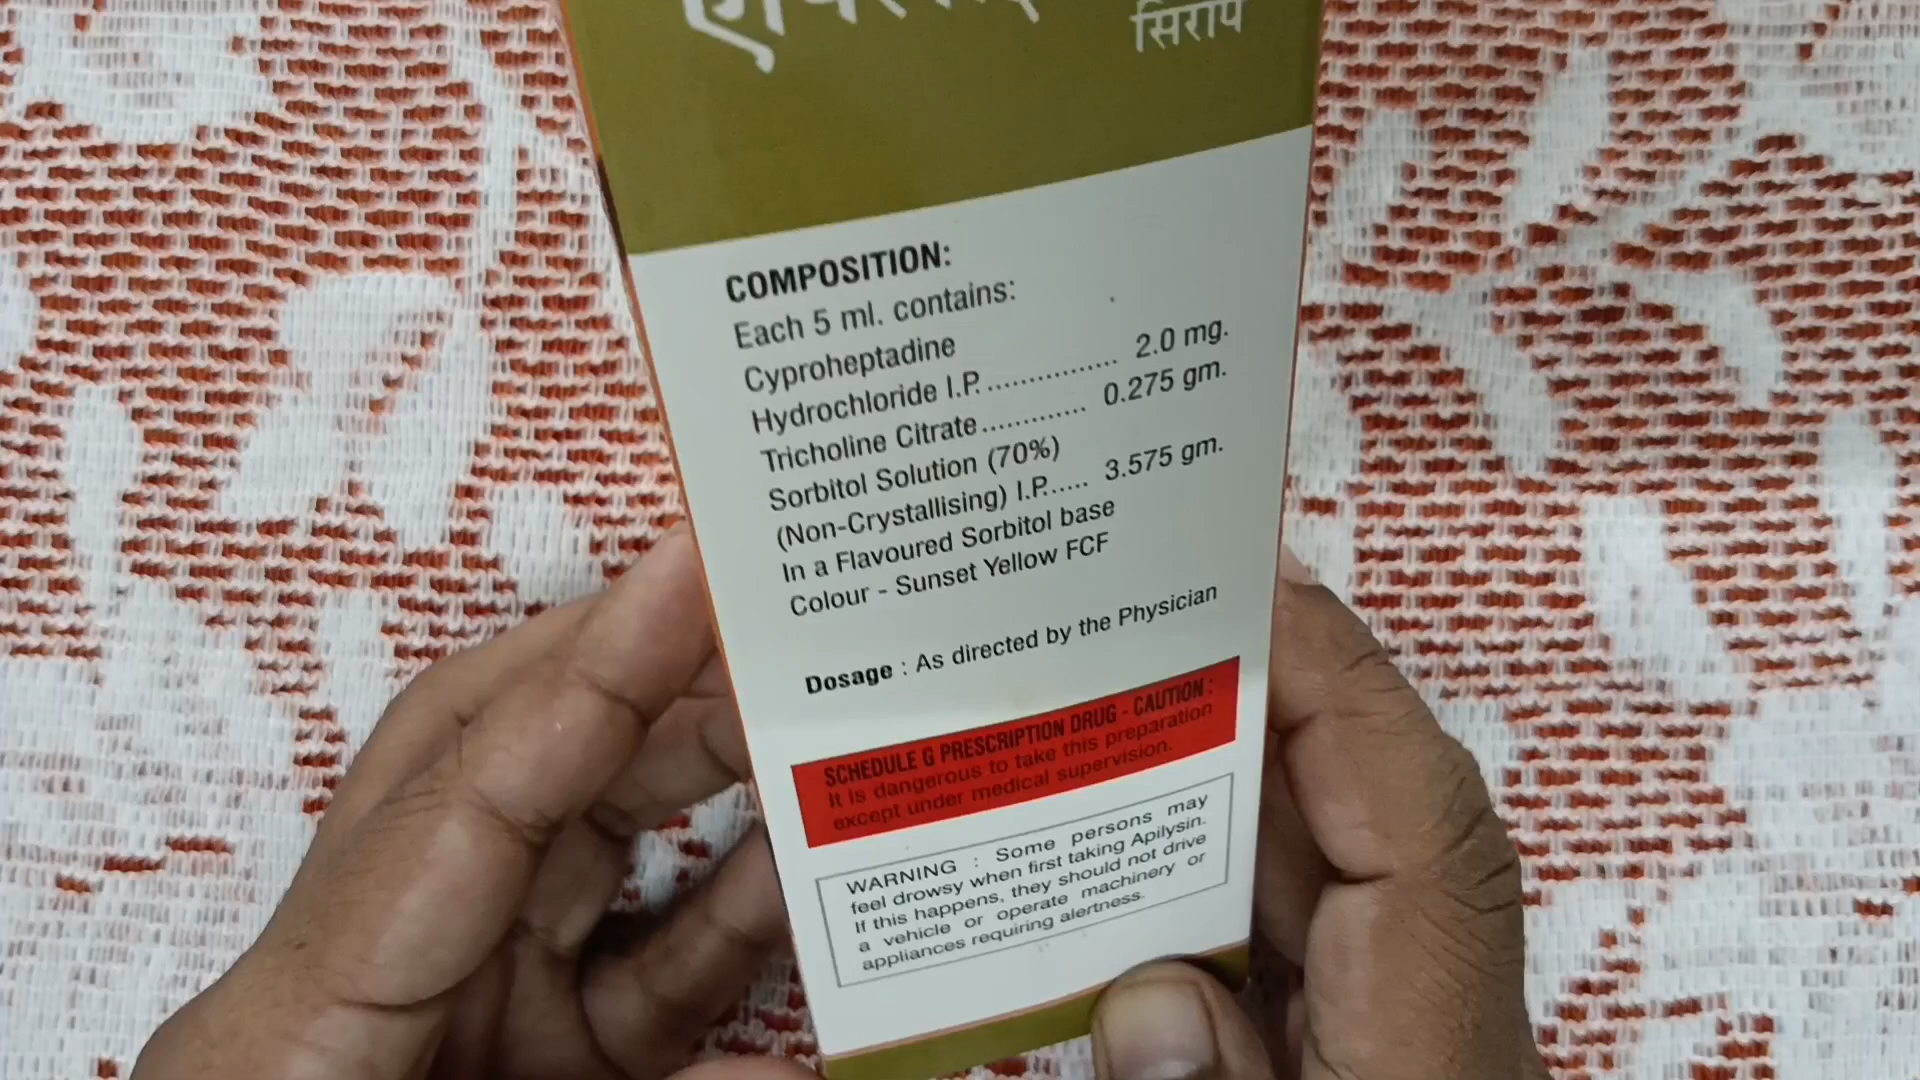 सिराप
COMPOSITION:
Each 5 ml. contains:
Cyproheptadine
Hydrochloride I.P. ................ 2.0 mg.
Tricholine Citrate ............ 0.275 gm.
Sorbitol Solution (70%)
(Non-Crystallising) I.P...... 3.575 gm.
In a Flavoured Sorbitol base
Colour - Sunset Yellow FCF
Dosage : As directed by the Physician
SCHEDULE G PRESCRIPTION DRUG - CAUTION :
It is dangerous to take this preparation
except under medical supervision.
WARNING : Some persons may
feel drowsy when first taking Apilysin.
If this happens, they should not drive
a vehicle or operate machinery or
appliances requiring alertness.